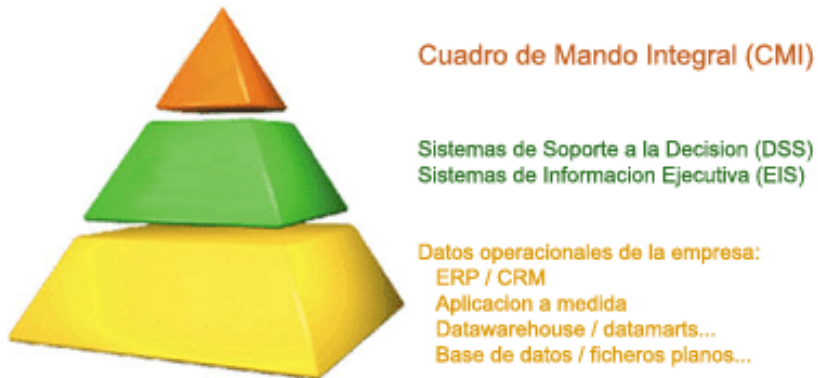 Cuadro de Mando Integral (CMI)
Sistemas de Soporte a la Decision (DSS)
Sistemas de Informacion Ejecutiva (EIS)
Datos operacionales de la empresa:
ERP / CRM
Aplicacion a medida
Datawarehouse / datamarts...
Base de datos / ficheros planos...